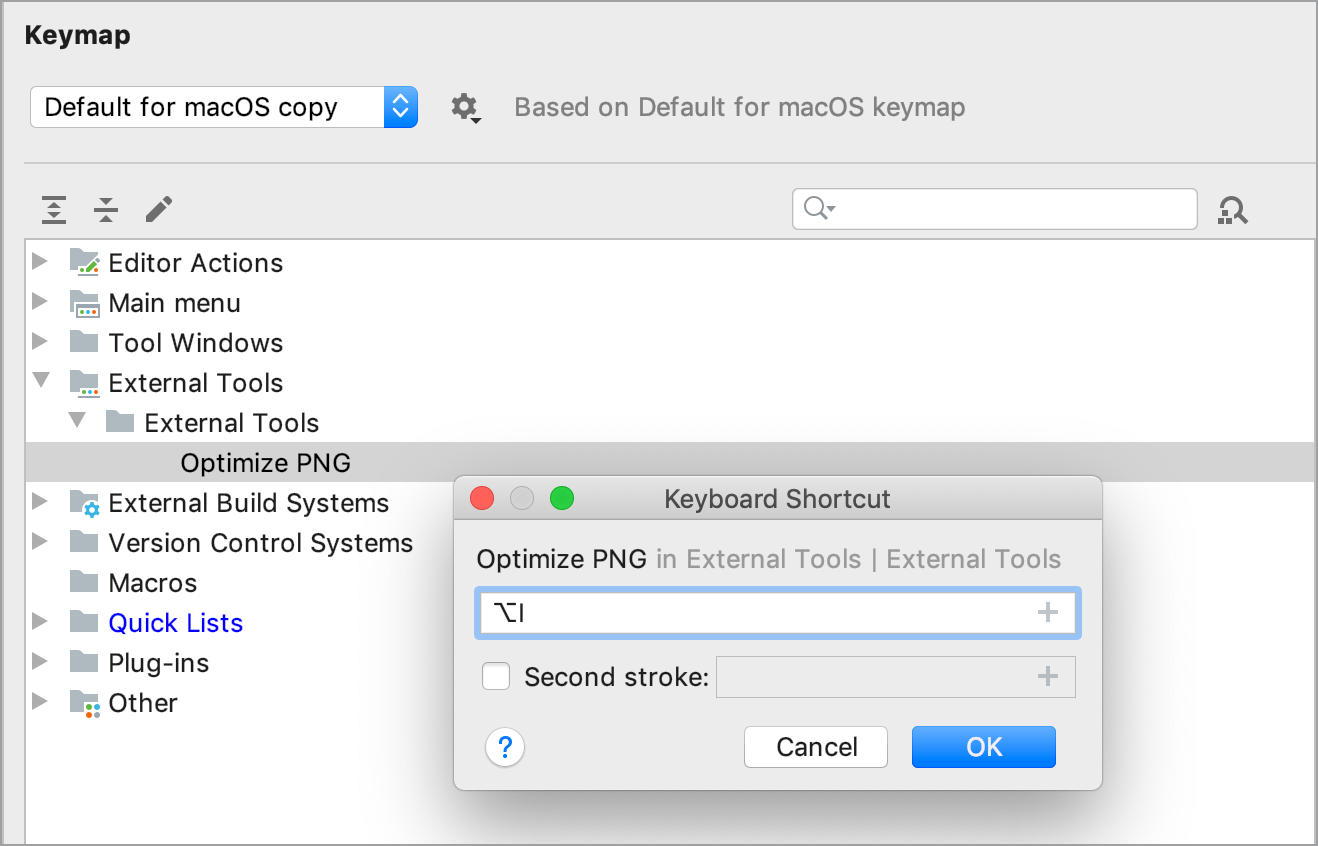 Keymap
Default for macOS copy
Based on Default for macOS keymap
Editor Actions
Main menu
Tool Windows
External Tools
External Tools
Optimize PNG
External Build Systems
Version Control Systems
Macros
Quick Lists
Plug-ins
Other
Keyboard Shortcut
Optimize PNG in External Tools | External Tools
⌥I
Second stroke:
? Cancel OK